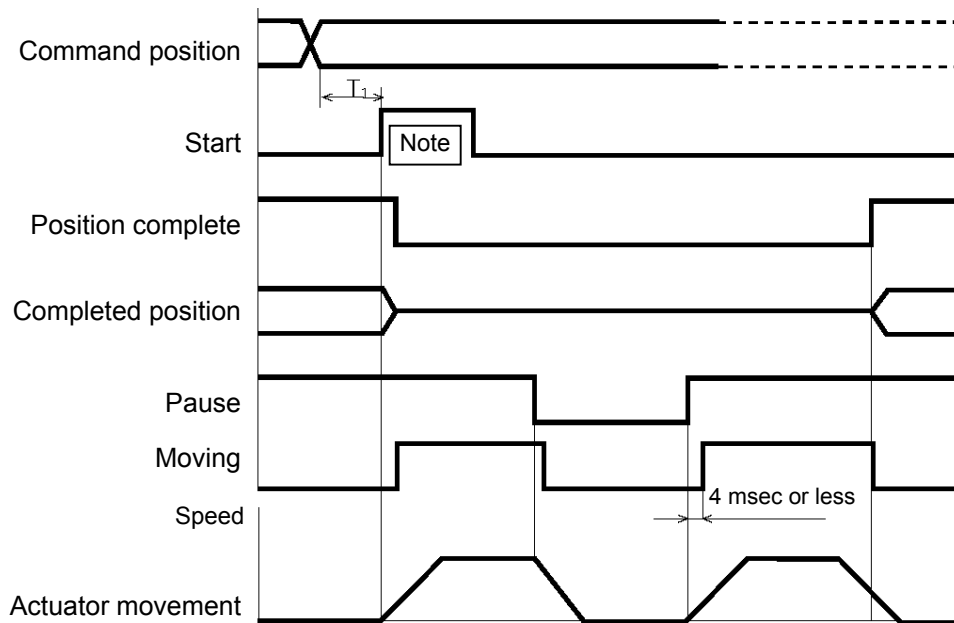 Command position
T1
Start
Note
Position complete
Completed position
Pause
Moving
4 msec or less
Speed
Actuator movement